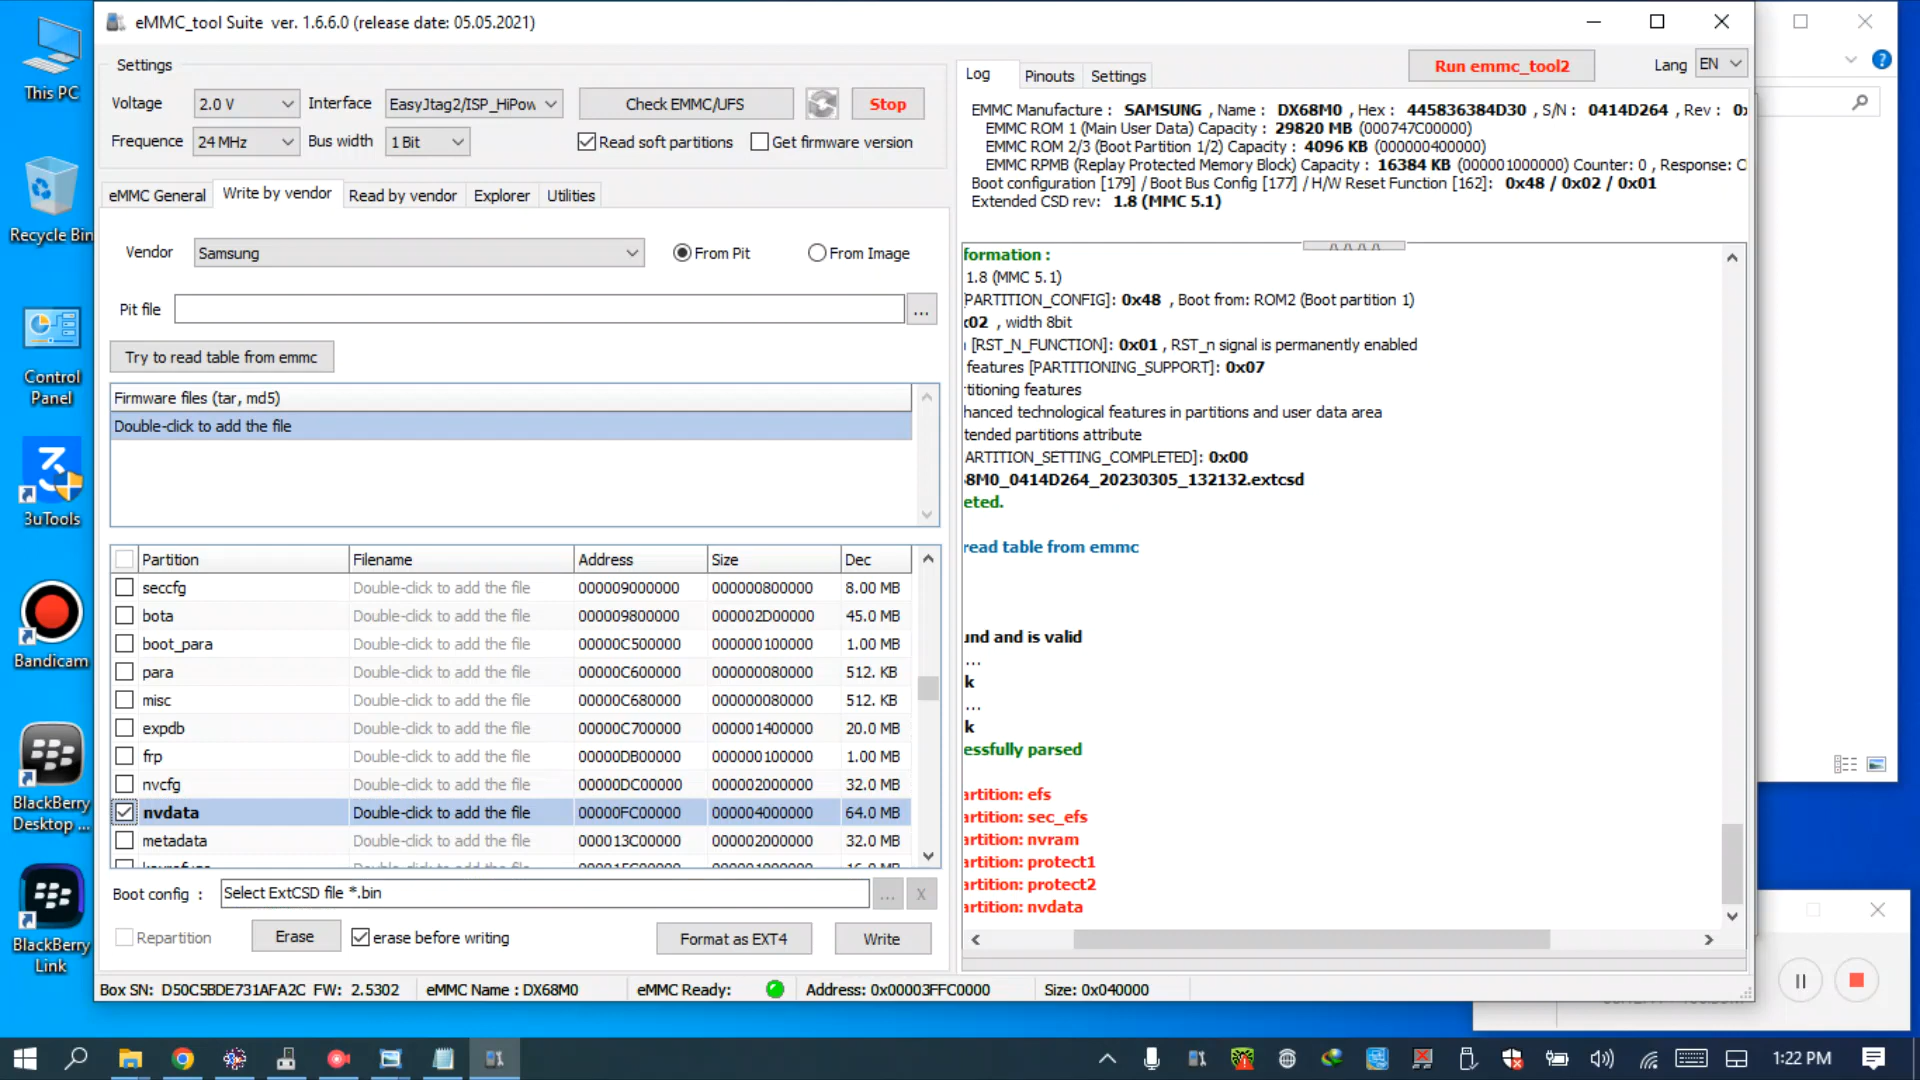 eMMC_tool Suite ver. 1.6.6.0 (release date: 05.05.2021)
Settings
Voltage 2.0 V Interface EasyJtag2/ISP_HiPow Check EMMC/UFS Stop
Frequency 24 MHz Bus width 1 Bit Read soft partitions Get firmware version
eMMC General Write by vendor Read by vendor Explorer Utilities
Vendor Samsung From Pit From Image
Pit file ...
Try to read table from emmc
Firmware files (tar, md5)
Double-click to add the file
Partition Filename Address Size Dec
seccfg Double-click to add the file 000009000000 000000800000 8.00 MB
bota Double-click to add the file 000009800000 000002D00000 45.0 MB
boot_para Double-click to add the file 00000C500000 000000100000 1.00 MB
para Double-click to add the file 00000C600000 000000080000 512. KB
misc Double-click to add the file 00000C680000 000000080000 512. KB
expdb Double-click to add the file 00000C700000 000001400000 20.0 MB
frp Double-click to add the file 00000DB00000 000000100000 1.00 MB
nvcfg Double-click to add the file 00000DC00000 000002000000 32.0 MB
nvdata Double-click to add the file 00000FC00000 000004000000 64.0 MB
metadata Double-click to add the file 000013C00000 000002000000 32.0 MB
Boot config : Select ExtCSD file *.bin ... X
Repartition Erase erase before writing Format as EXT4 Write
Box SN: D50C5BDE731AFA2C FW: 2.5302 eMMC Name : DX68M0 eMMC Ready: Address: 0x00003FFC0000 Size: 0x040000
Log Pinouts Settings Run emmc_tool2 Lang EN
EMMC Manufacture : SAMSUNG , Name : DX68M0 , Hex : 445836384D30 , S/N : 0414D264 , Rev : 0x
EMMC ROM 1 (Main User Data) Capacity : 29820 MB (000747C00000)
EMMC ROM 2/3 (Boot Partition 1/2) Capacity : 4096 KB (000000400000)
EMMC RPMB (Replay Protected Memory Block) Capacity : 16384 KB (000001000000) Counter: 0 , Response: C
Boot configuration [179] / Boot Bus Config [177] / H/W Reset Function [162]: 0x48 / 0x02 / 0x01
Extended CSD rev: 1.8 (MMC 5.1)
formation :
1.8 (MMC 5.1)
[PARTITION_CONFIG]: 0x48 , Boot from: ROM2 (Boot partition 1)
x02 , width 8bit
[RST_N_FUNCTION]: 0x01 , RST_n signal is permanently enabled
features [PARTITIONING_SUPPORT]: 0x07
rtitioning features
hanced technological features in partitions and user data area
tended partitions attribute
ARTITION_SETTING_COMPLETED]: 0x00
8M0_0414D264_20230305_132132.extcsd
eted.
read table from emmc
und and is valid
...
k
...
k
essfully parsed
artition: efs
artition: sec_efs
artition: nvram
artition: protect1
artition: protect2
artition: nvdata
This PC
Recycle Bin
Control
Panel
3uTools
Bandicam
BlackBerry
Desktop ...
BlackBerry
Link
1:22 PM